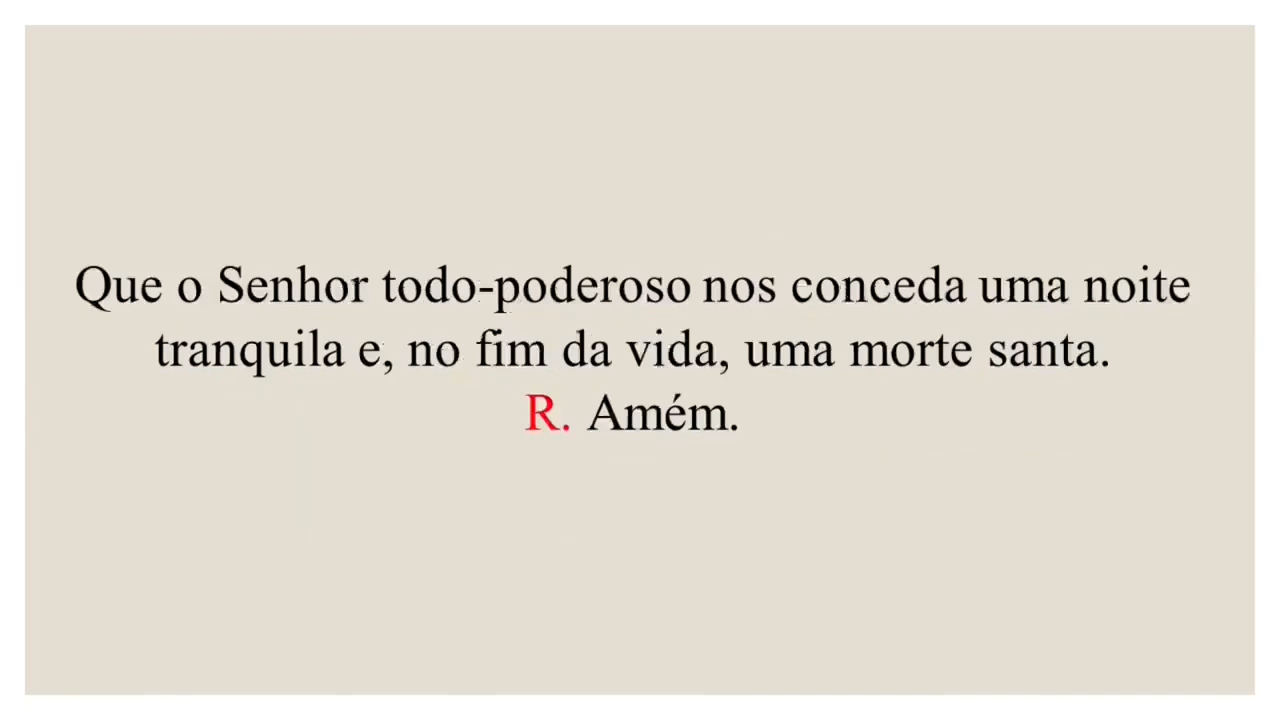 Que o Senhor todo-poderoso nos conceda uma noite
tranquila e, no fim da vida, uma morte santa.
R. Amém.